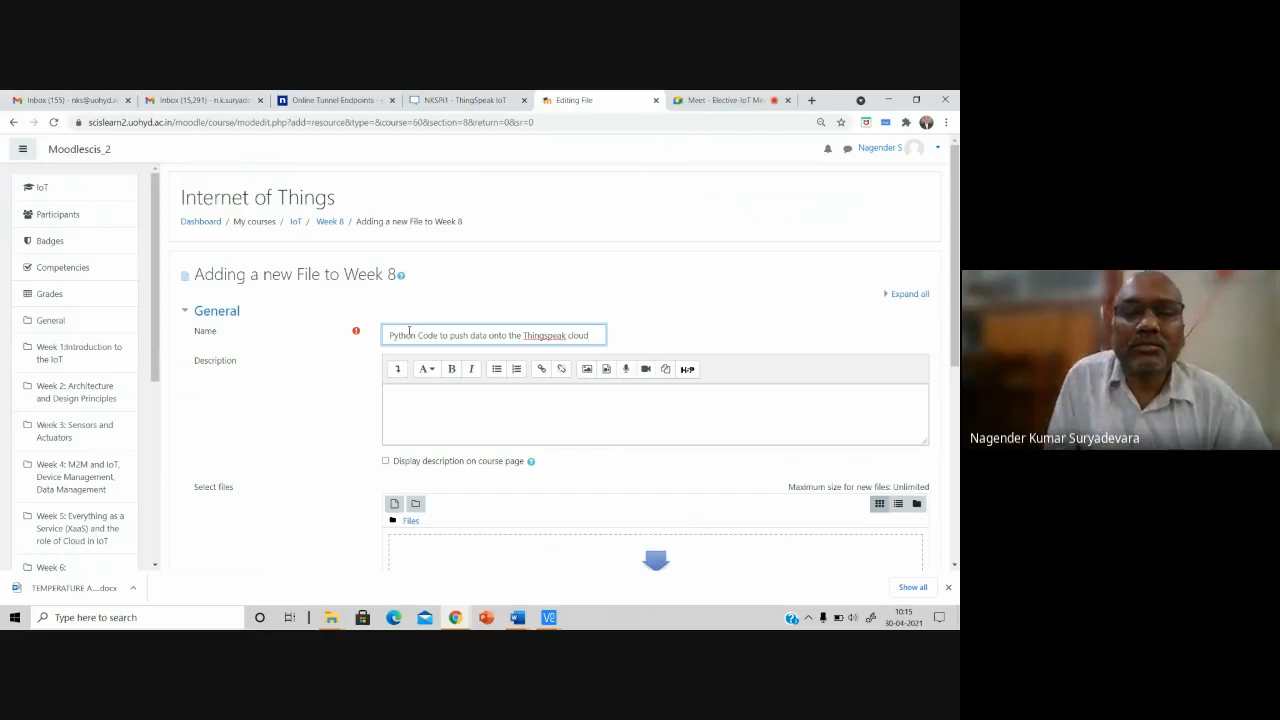 Inbox (155) - nks@uohyd.a
Inbox (15,291) - n.k.suryade
Online Tunnel Endpoints -
NKSPi1 - ThingSpeak IoT
Editing File
Meet - Elective-IoT Me
scislearn2.uohyd.ac.in/moodle/course/modedit.php?add=resource&type=&course=60&section=8&return=0&sr=0
Moodlescis_2
Nagender S
IoT
Participants
Badges
Competencies
Grades
General
Week 1:Introduction to
the IoT
Week 2: Architecture
and Design Principles
Week 3: Sensors and
Actuators
Week 4: M2M and IoT,
Device Management,
Data Management
Week 5: Everything as a
Service (XaaS) and the
role of Cloud in IoT
Week 6:
Internet of Things
Dashboard / My courses / IoT / Week 8 / Adding a new File to Week 8
Adding a new File to Week 8
Expand all
General
Name
Python Code to push data onto the Thingspeak cloud
Description
A
B
I
H-P
Display description on course page
Select files
Maximum size for new files: Unlimited
Files
TEMPERATURE A....docx
Show all
Type here to search
10:15
30-04-2021
Nagender Kumar Suryadevara